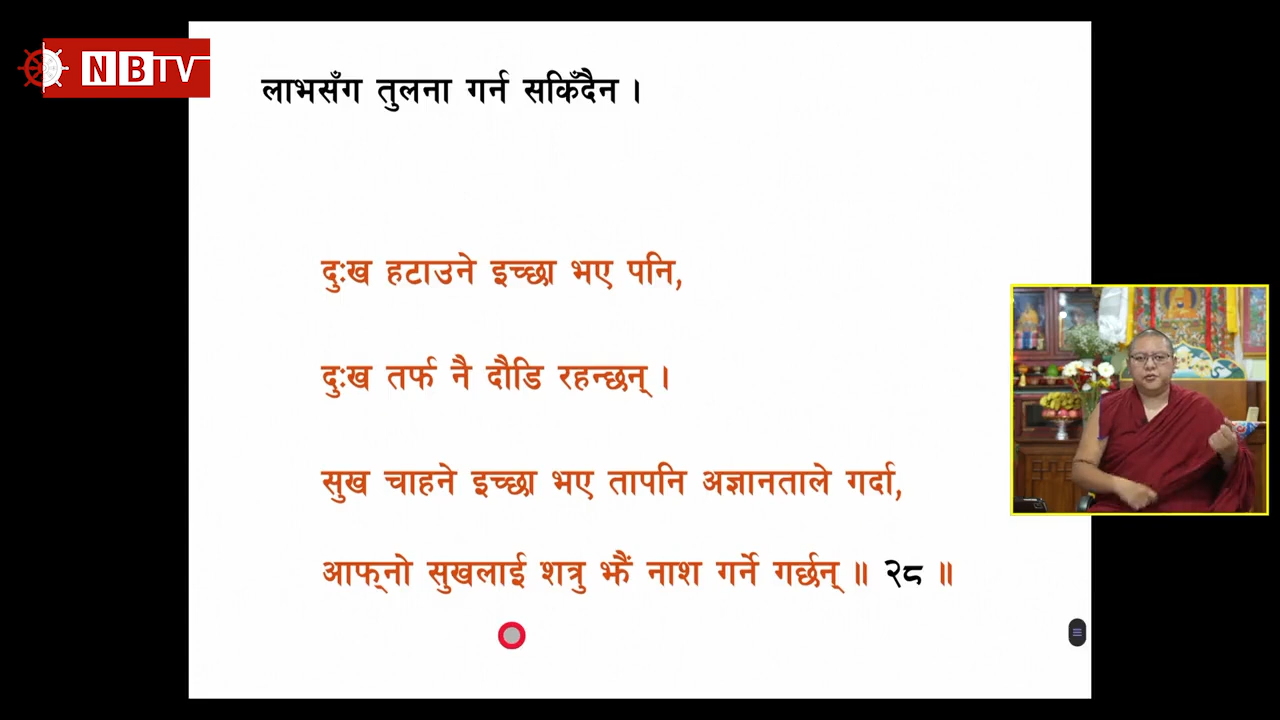 NBTV
लाभसँग तुलना गर्न सकिँदैन ।
दुःख हटाउने इच्छा भए पनि,
दुःख तर्फ नै दौडि रहन्छन् ।
सुख चाहने इच्छा भए तापनि अज्ञानताले गर्दा,
आफ्‌नो सुखलाई शत्रु झैं नाश गर्ने गर्छन् ॥ २८ ॥